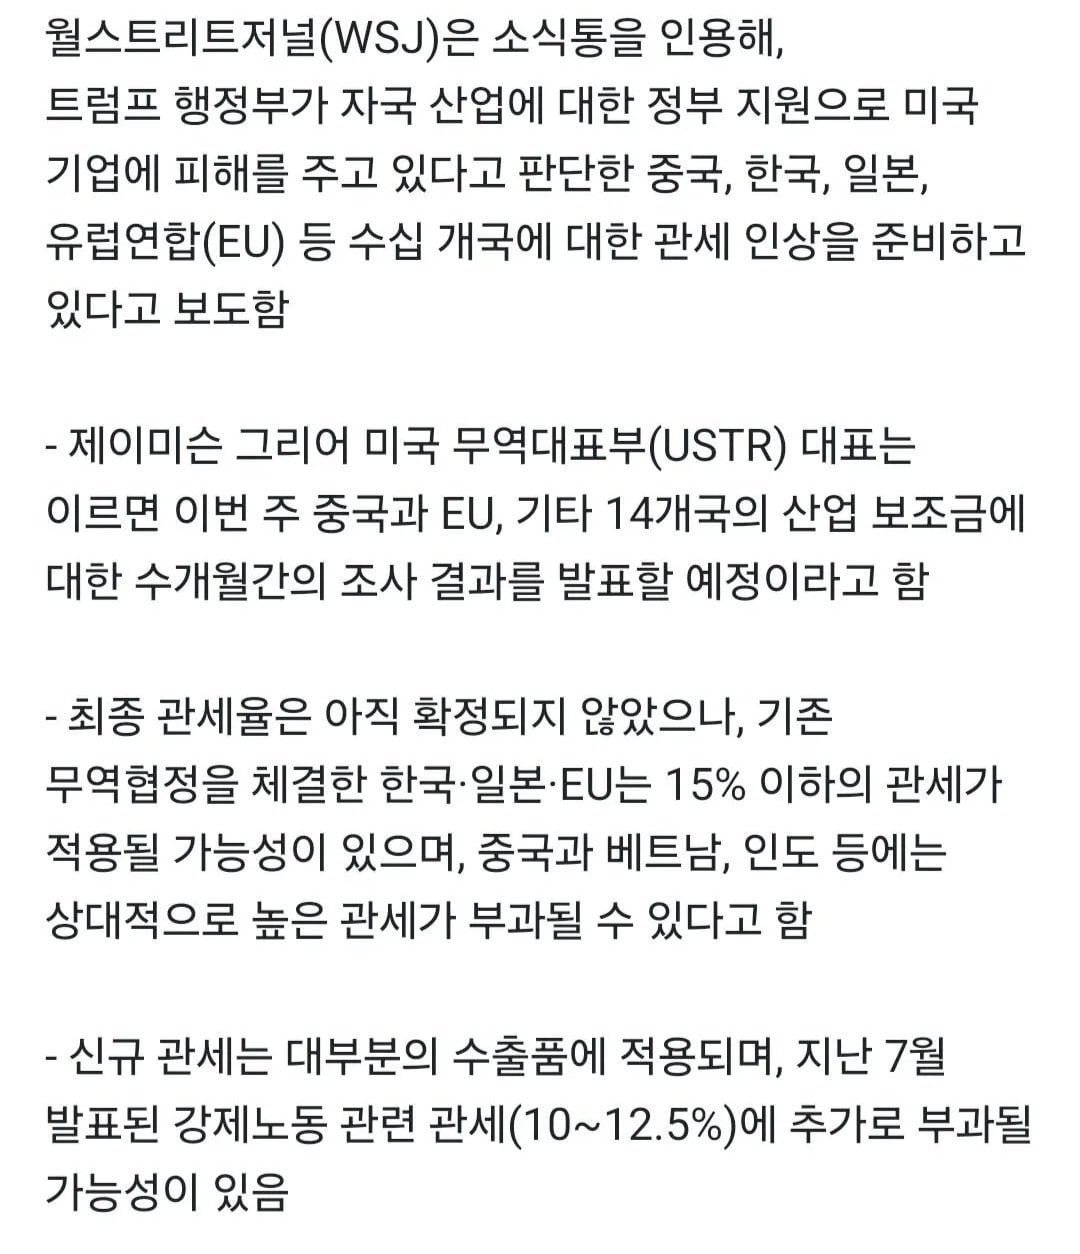 월스트리트저널(WSJ)은 소식통을 인용해,
트럼프 행정부가 자국 산업에 대한 정부 지원으로 미국
기업에 피해를 주고 있다고 판단한 중국, 한국, 일본,
유럽연합(EU) 등 수십 개국에 대한 관세 인상을 준비하고
있다고 보도함
- 제이미슨 그리어 미국 무역대표부(USTR) 대표는
이르면 이번 주 중국과 EU, 기타 14개국의 산업 보조금에
대한 수개월간의 조사 결과를 발표할 예정이라고 함
- 최종 관세율은 아직 확정되지 않았으나, 기존
무역협정을 체결한 한국·일본·EU는 15% 이하의 관세가
적용될 가능성이 있으며, 중국과 베트남, 인도 등에는
상대적으로 높은 관세가 부과될 수 있다고 함
- 신규 관세는 대부분의 수출품에 적용되며, 지난 7월
발표된 강제노동 관련 관세(10~12.5%)에 추가로 부과될
가능성이 있음